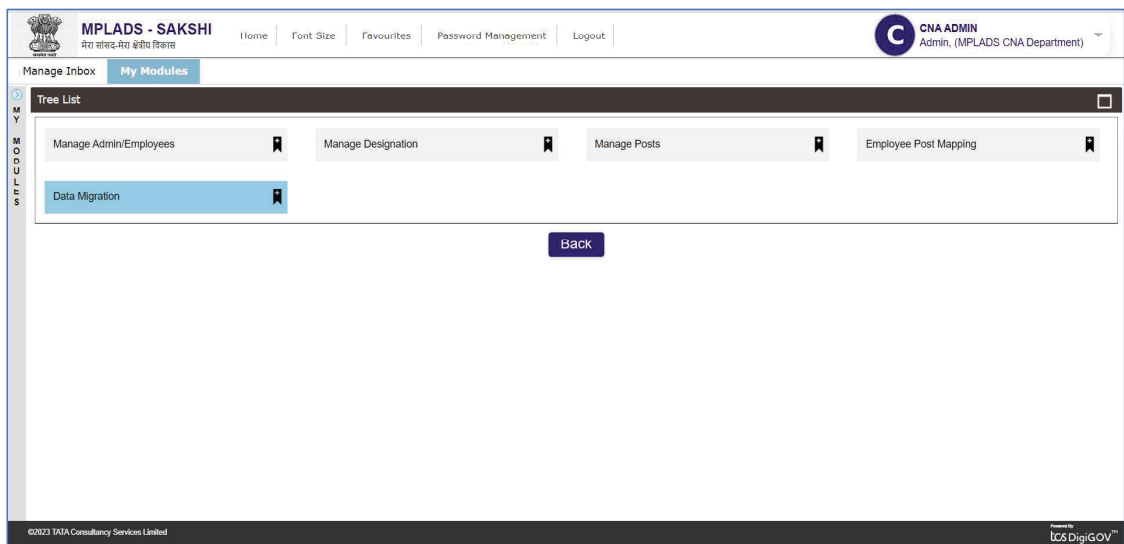 MPLADS - SAKSHI
मेरा सांसद-मेरा क्षेत्रीय विकास
Home Font Size Favourites Password Management Logout
C
CNA ADMIN
Admin, (MPLADS CNA Department)
Manage Inbox My Modules
MY MODULES
Tree List
Manage Admin/Employees Manage Designation Manage Posts Employee Post Mapping
Data Migration
Back
©2023 TATA Consultancy Services Limited
Powered By
tcs DigiGOV™